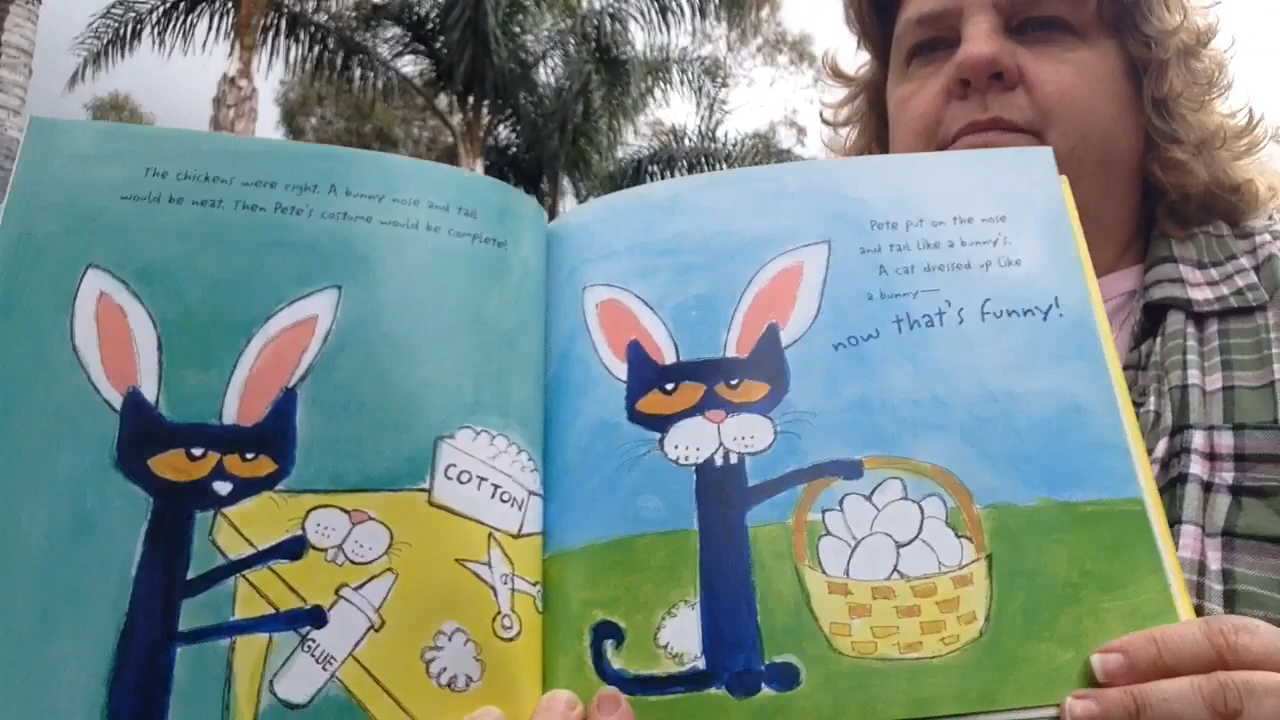 The chickens were right. A bunny nose and tail
would be neat. Then Pete's costume would be complete!
COTTON
GLUE
Pete put on the nose
and tail like a bunny's.
A cat dressed up like
a bunny—
now that's funny!